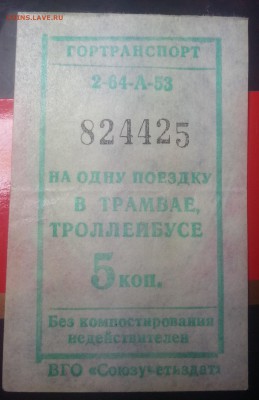 COINS.LAVE.RU
ГОРТРАНСПОРТ
2-64-А-53
824425
НА ОДНУ ПОЕЗДКУ
В ТРАМВАЕ,
ТРОЛЛЕЙБУСЕ
5 КОП.
Без компостирования
недействителен
ВГО «Союзучетьздат»